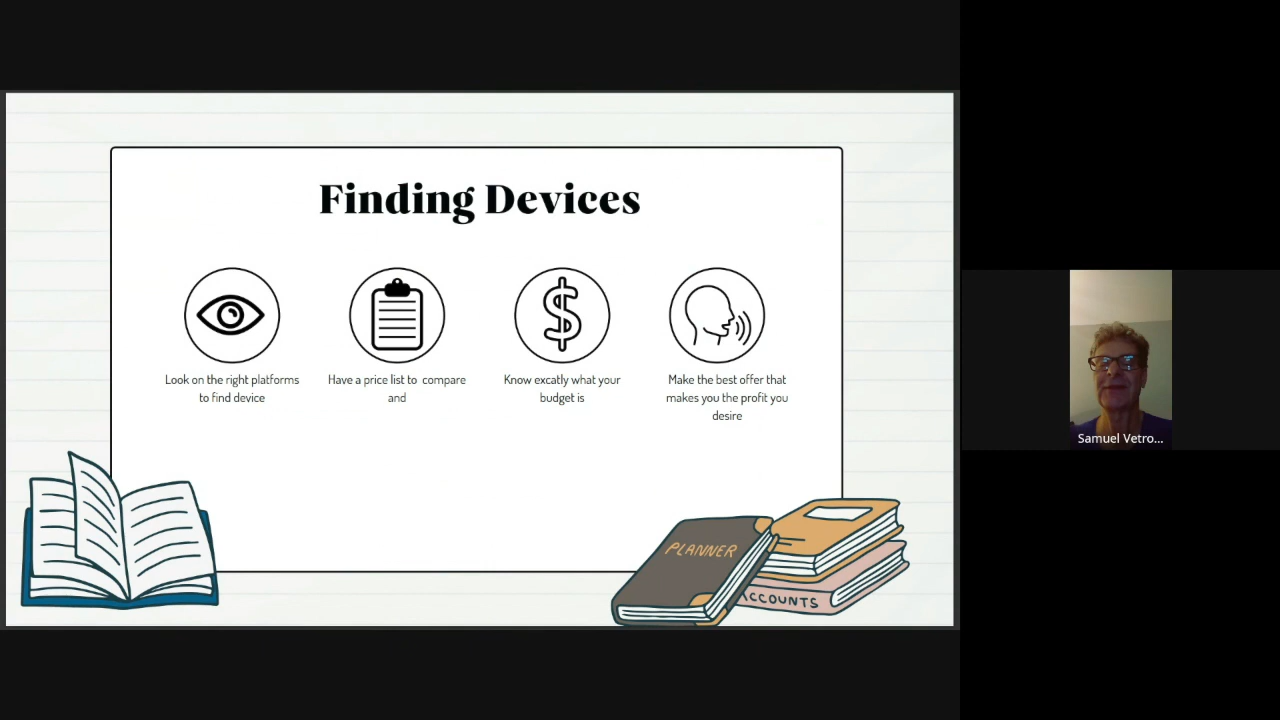 Finding Devices
Look on the right platforms
to find device
Have a price list to compare
and
Know excatly what your
budget is
Make the best offer that
makes you the profit you
desire
PLANNER
ACCOUNTS
Samuel Vetro...